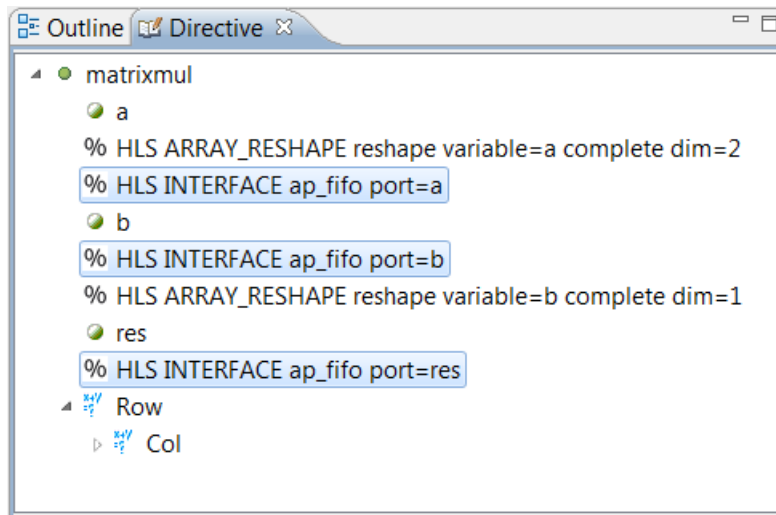 Outline Directive
matrixmul
a
% HLS ARRAY_RESHAPE reshape variable=a complete dim=2
% HLS INTERFACE ap_fifo port=a
b
% HLS INTERFACE ap_fifo port=b
% HLS ARRAY_RESHAPE reshape variable=b complete dim=1
res
% HLS INTERFACE ap_fifo port=res
Row
Col